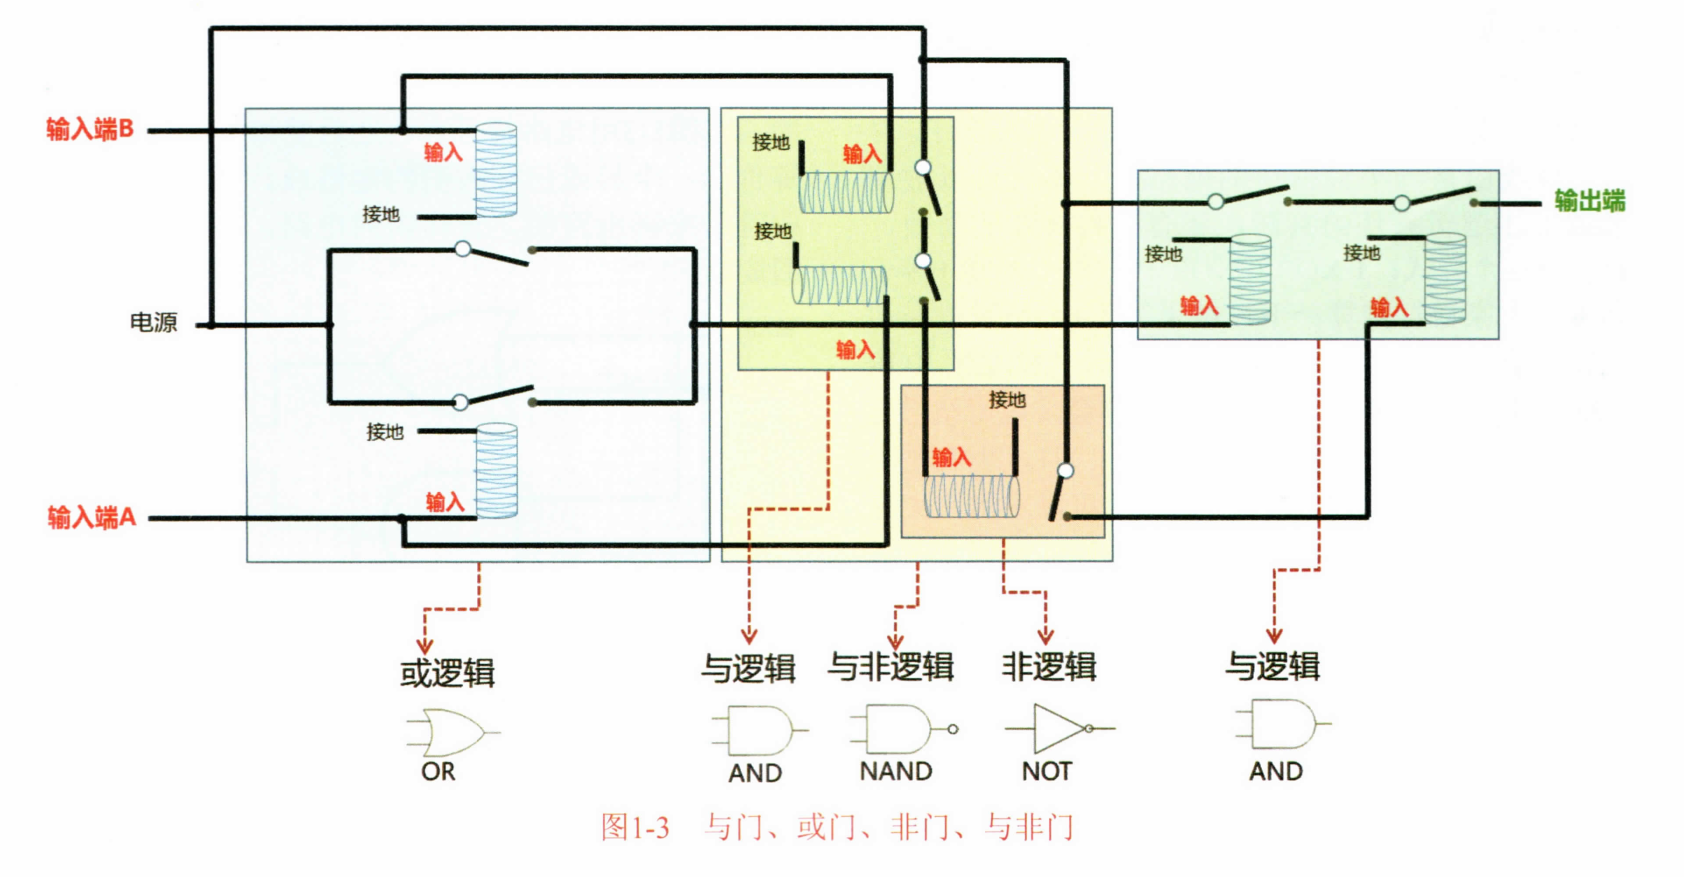 输入端B
输入
接地
电源
接地
输入
输入端A
接地
输入
接地
输入
接地
输入
接地
输入
接地
输入
输出端
或逻辑
与逻辑
与非逻辑
非逻辑
与逻辑
OR
AND
NAND
NOT
AND
图1-3 与门、或门、非门、与非门